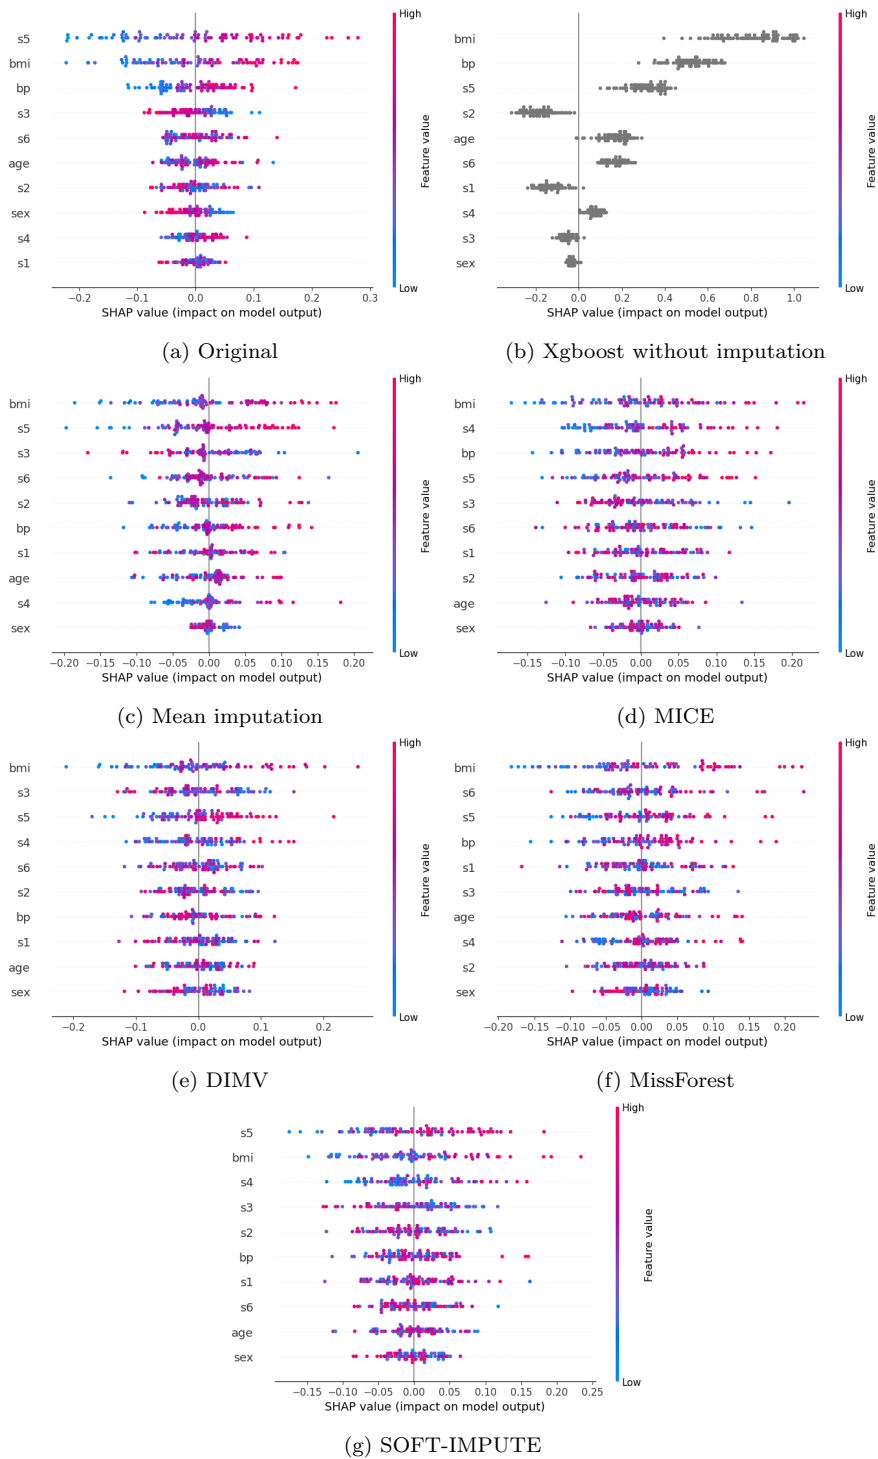 High
s5
bmi
bp
s3
s6
age
s2
sex
s4
s1
Feature value
Low
−0.2 −0.1 0.0 0.1 0.2 0.3
SHAP value (impact on model output)
(a) Original
High
bmi
bp
s5
s2
age
s6
s1
s4
s3
sex
Feature value
Low
−0.2 0.0 0.2 0.4 0.6 0.8 1.0
SHAP value (impact on model output)
(b) Xgboost without imputation
High
bmi
s5
s3
s6
s2
bp
s1
age
s4
sex
Feature value
Low
−0.20 −0.15 −0.10 −0.05 0.00 0.05 0.10 0.15 0.20
SHAP value (impact on model output)
(c) Mean imputation
High
bmi
s4
bp
s5
s3
s6
s1
s2
age
sex
Feature value
Low
−0.15 −0.10 −0.05 0.00 0.05 0.10 0.15 0.20
SHAP value (impact on model output)
(d) MICE
High
bmi
s3
s5
s4
s6
s2
bp
s1
age
sex
Feature value
Low
−0.2 −0.1 0.0 0.1 0.2
SHAP value (impact on model output)
(e) DIMV
High
bmi
s6
s5
bp
s1
s3
age
s4
s2
sex
Feature value
Low
−0.20 −0.15 −0.10 −0.05 0.00 0.05 0.10 0.15 0.20
SHAP value (impact on model output)
(f) MissForest
High
s5
bmi
s4
s3
s2
bp
s1
s6
age
sex
Feature value
Low
−0.15 −0.10 −0.05 0.00 0.05 0.10 0.15 0.20 0.25
SHAP value (impact on model output)
(g) SOFT-IMPUTE